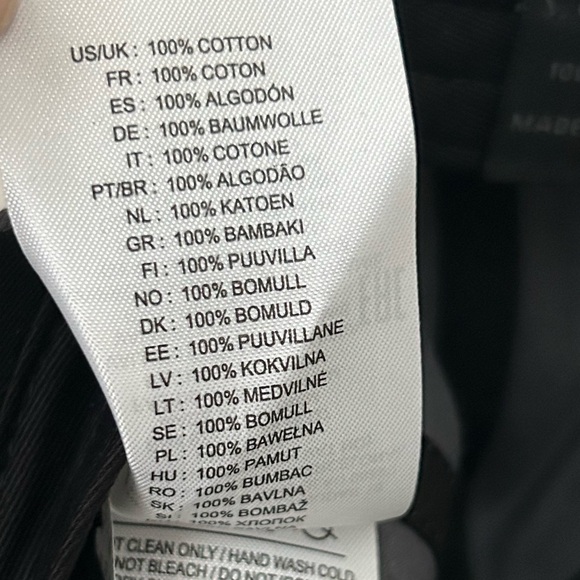 US/UK : 100% COTTON
FR : 100% COTON
ES : 100% ALGODÓN
DE : 100% BAUMWOLLE
IT : 100% COTONE
PT/BR : 100% ALGODÃO
NL : 100% KATOEN
GR : 100% BAMBAKI
FI : 100% PUUVILLA
NO : 100% BOMULL
DK : 100% BOMULD
EE : 100% PUUVILLANE
LV : 100% KOKVILNA
LT : 100% MEDVILNĖ
SE : 100% BOMULL
PL : 100% BAWEŁNA
HU : 100% PAMUT
RO : 100% BUMBAC
SK : 100% BAVLNA
SI : 100% BOMBAŽ
100% ХЛОПОК
CLEAN ONLY / HAND WASH COLD
NOT BLEACH / DO NOT
MADE